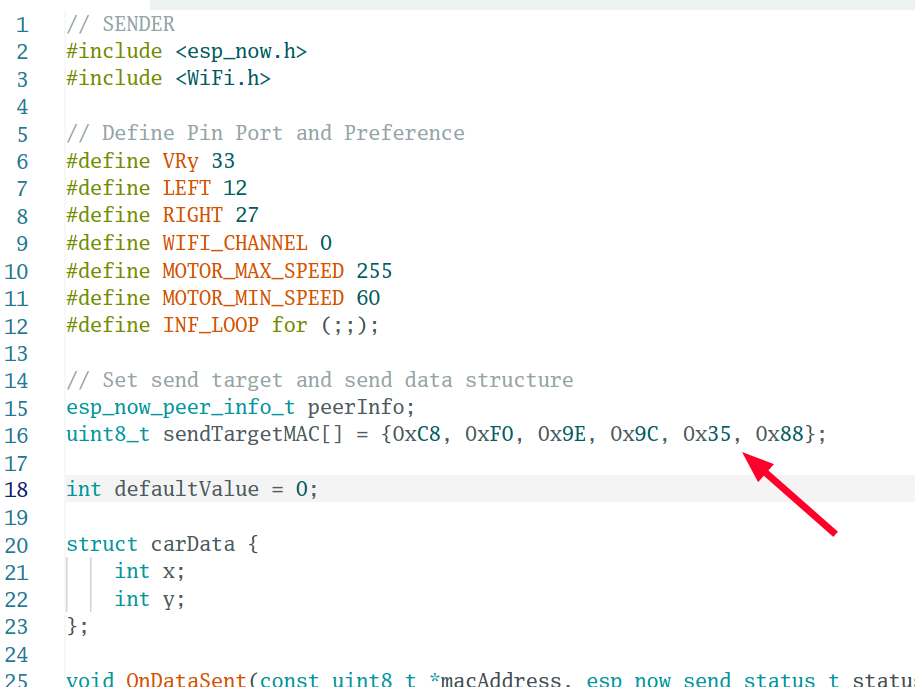 1 // SENDER
2 #include <esp_now.h>
3 #include <WiFi.h>
4
5 // Define Pin Port and Preference
6 #define VRy 33
7 #define LEFT 12
8 #define RIGHT 27
9 #define WIFI_CHANNEL 0
10 #define MOTOR_MAX_SPEED 255
11 #define MOTOR_MIN_SPEED 60
12 #define INF_LOOP for (;;);
13
14 // Set send target and send data structure
15 esp_now_peer_info_t peerInfo;
16 uint8_t sendTargetMAC[] = {0xC8, 0xF0, 0x9E, 0x9C, 0x35, 0x88};
17
18 int defaultValue = 0;
19
20 struct carData {
21 int x;
22 int y;
23 };
24
25 void OnDataSent(const uint8_t *macAddress, esp_now_send_status_t statu